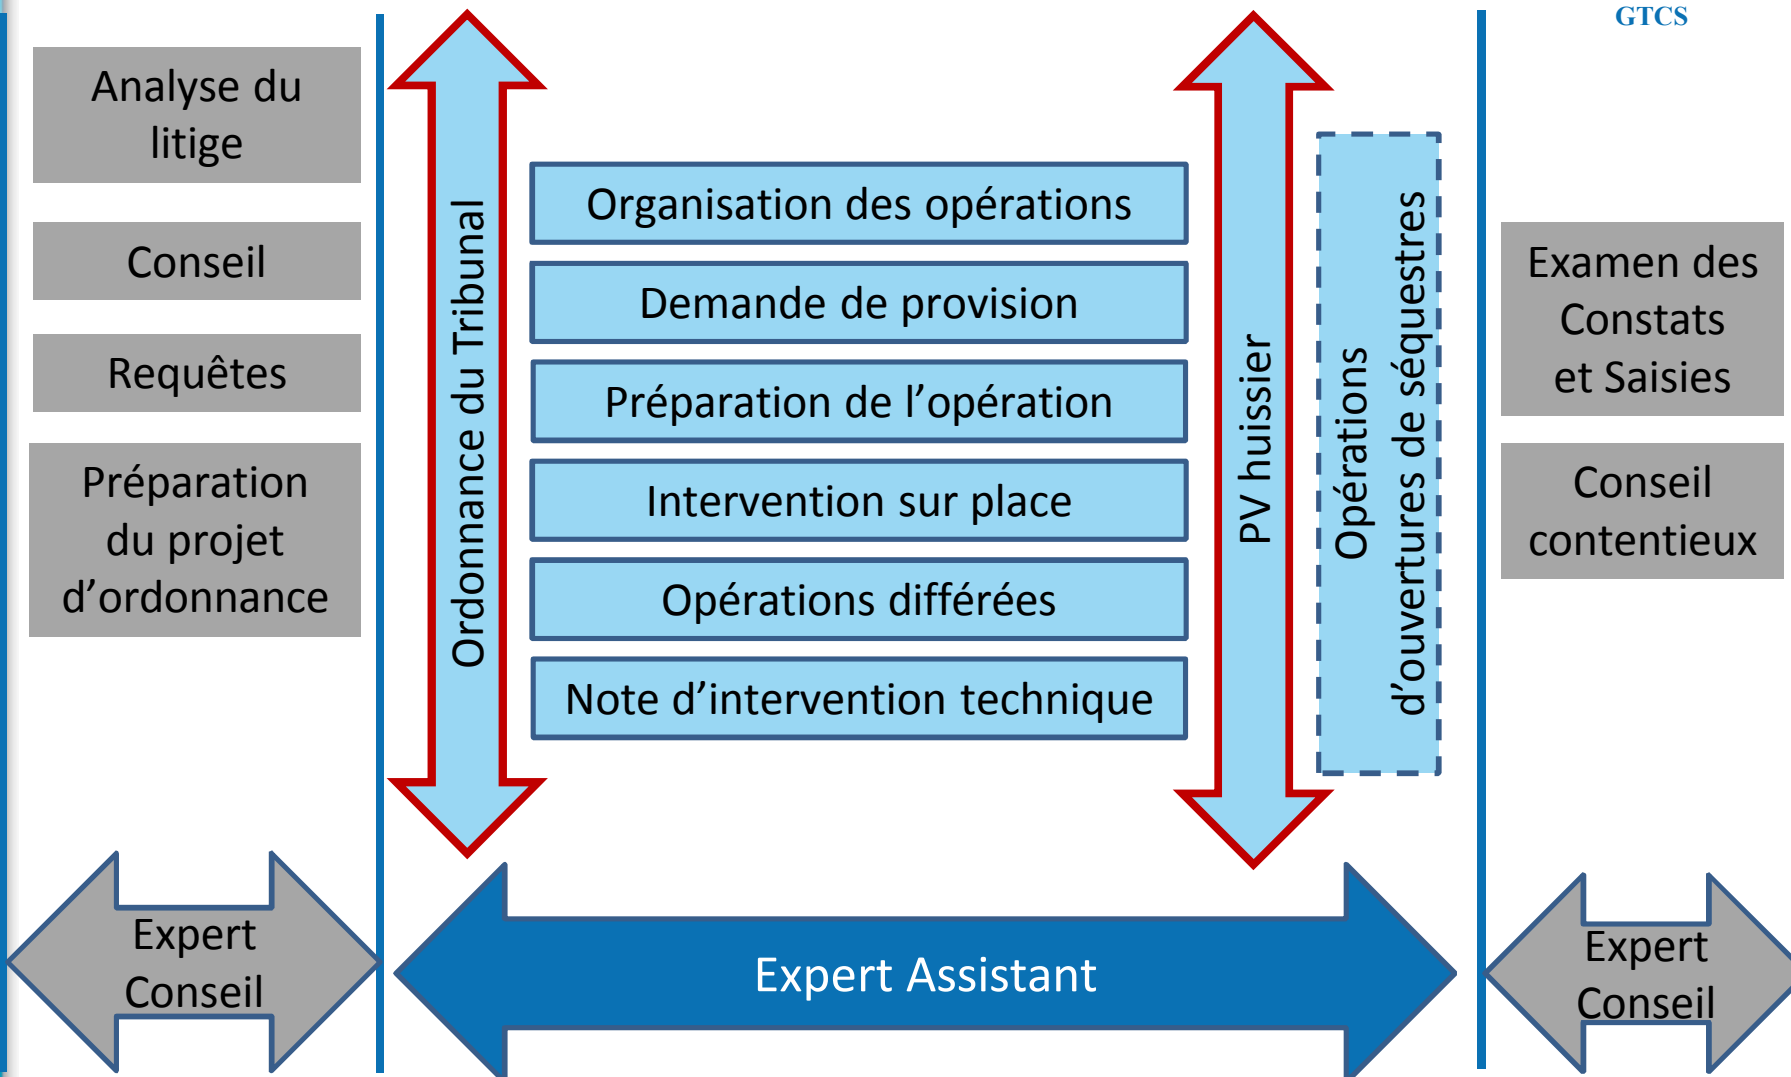 GTCS
Analyse du
litige
Conseil
Requêtes
Préparation
du projet
d’ordonnance
Ordonnance du Tribunal
Organisation des opérations
Demande de provision
Préparation de l’opération
Intervention sur place
Opérations différées
Note d’intervention technique
PV huissier
Opérations
d’ouvertures de séquestres
Examen des
Constats
et Saisies
Conseil
contentieux
Expert
Conseil
Expert Assistant
Expert
Conseil